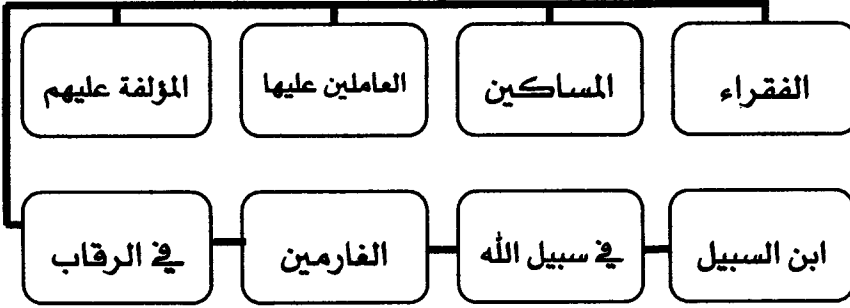 الفقراء
المساكين
العاملين عليها
المؤلفة عليهم
في الرقاب
الغارمين
في سبيل الله
ابن السبيل